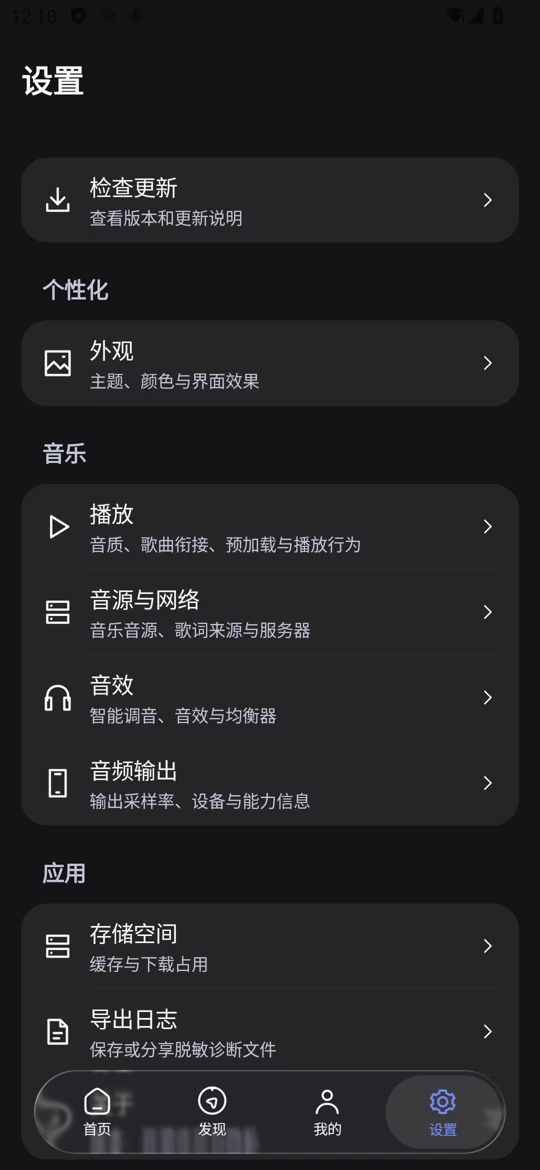 12:18
设置
检查更新
查看版本和更新说明
个性化
外观
主题、颜色与界面效果
音乐
播放
音质、歌曲衔接、预加载与播放行为
音源与网络
音乐音源、歌词来源与服务器
音效
智能调音、音效与均衡器
音频输出
输出采样率、设备与能力信息
应用
存储空间
缓存与下载占用
导出日志
保存或分享脱敏诊断文件
首页
发现
我的
设置